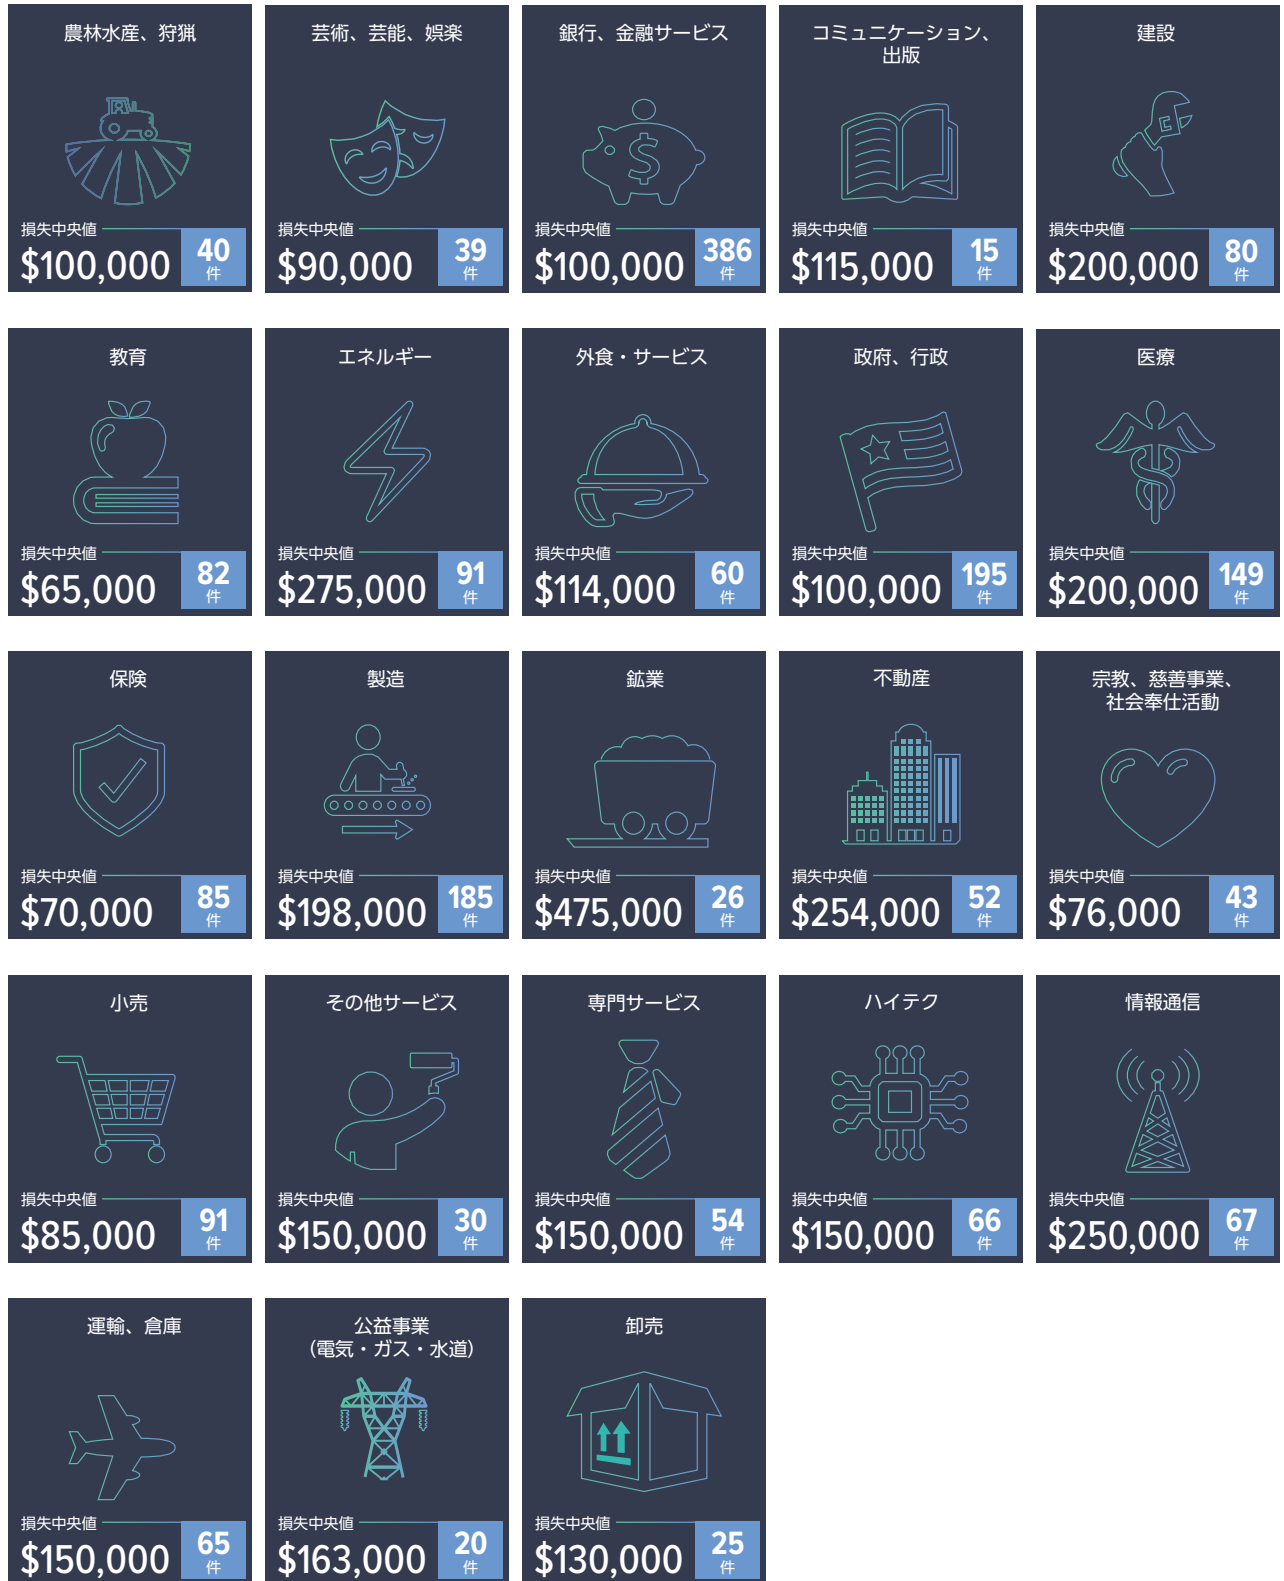 農林水産、狩猟
損失中央値
$100,000
40
件
芸術、芸能、娯楽
損失中央値
$90,000
39
件
銀行、金融サービス
$
損失中央値
$100,000
386
件
コミュニケーション、
出版
損失中央値
$115,000
15
件
建設
損失中央値
$200,000
80
件
教育
損失中央値
$65,000
82
件
エネルギー
損失中央値
$275,000
91
件
外食・サービス
損失中央値
$114,000
60
件
政府、行政
損失中央値
$100,000
195
件
医療
損失中央値
$200,000
149
件
保険
損失中央値
$70,000
85
件
製造
損失中央値
$198,000
185
件
鉱業
損失中央値
$475,000
26
件
不動産
損失中央値
$254,000
52
件
宗教、慈善事業、
社会奉仕活動
損失中央値
$76,000
43
件
小売
損失中央値
$85,000
91
件
その他サービス
損失中央値
$150,000
30
件
専門サービス
損失中央値
$150,000
54
件
ハイテク
損失中央値
$150,000
66
件
情報通信
損失中央値
$250,000
67
件
運輸、倉庫
損失中央値
$150,000
65
件
公益事業
(電気・ガス・水道)
損失中央値
$163,000
20
件
卸売
損失中央値
$130,000
25
件